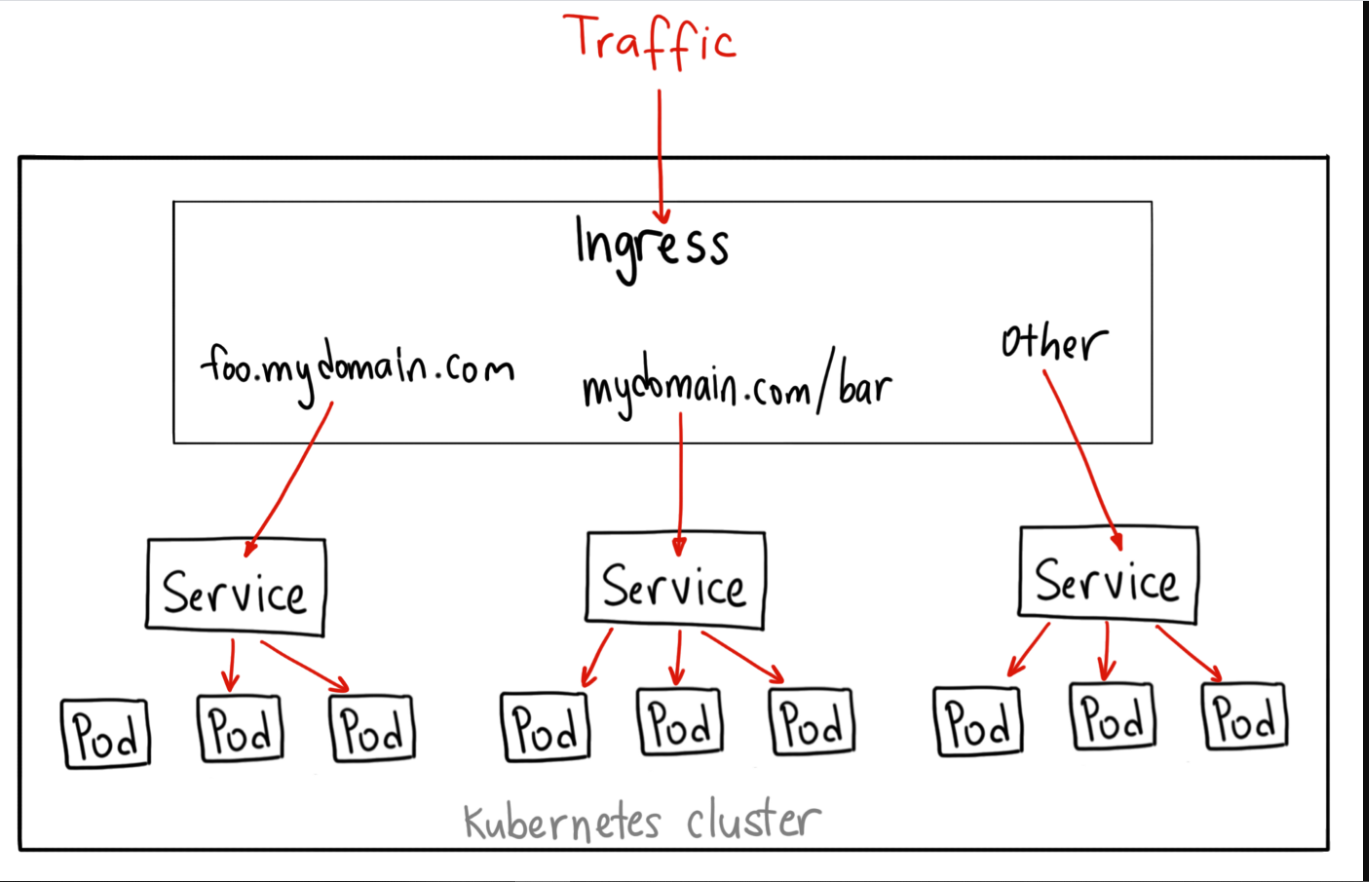 Traffic
Ingress
foo.mydomain.com
mydomain.com/bar
other
Service
Service
Service
Pod
Pod
Pod
Pod
Pod
Pod
Pod
Pod
Pod
Kubernetes cluster